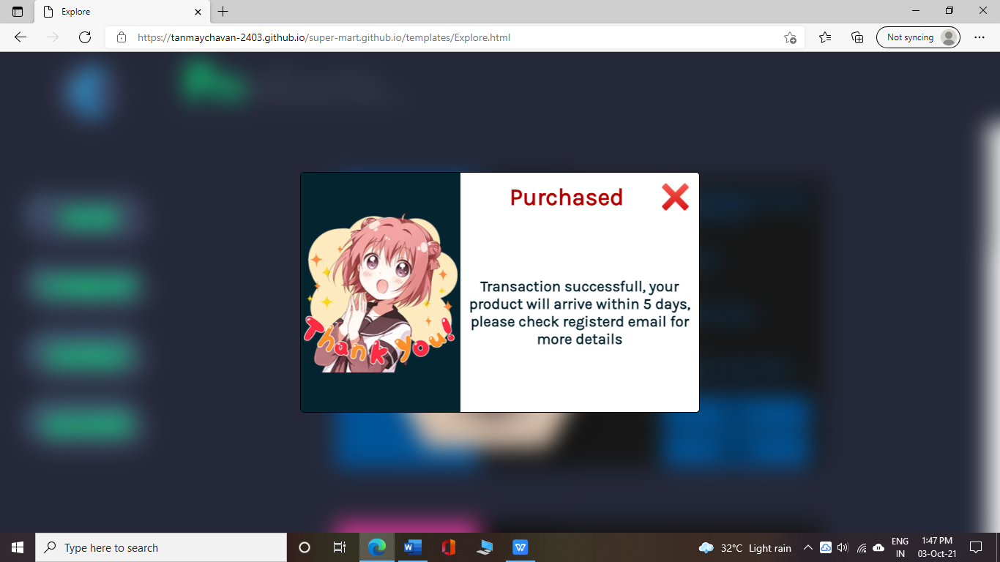 Explore
https://tanmaychavan-2403.github.io/super-mart.github.io/templates/Explore.html
Not syncing
Purchased
Transaction successfull, your
product will arrive within 5 days,
please check registerd email for
more details
Thank you!
Type here to search
32°C Light rain
ENG
IN
1:47 PM
03-Oct-21